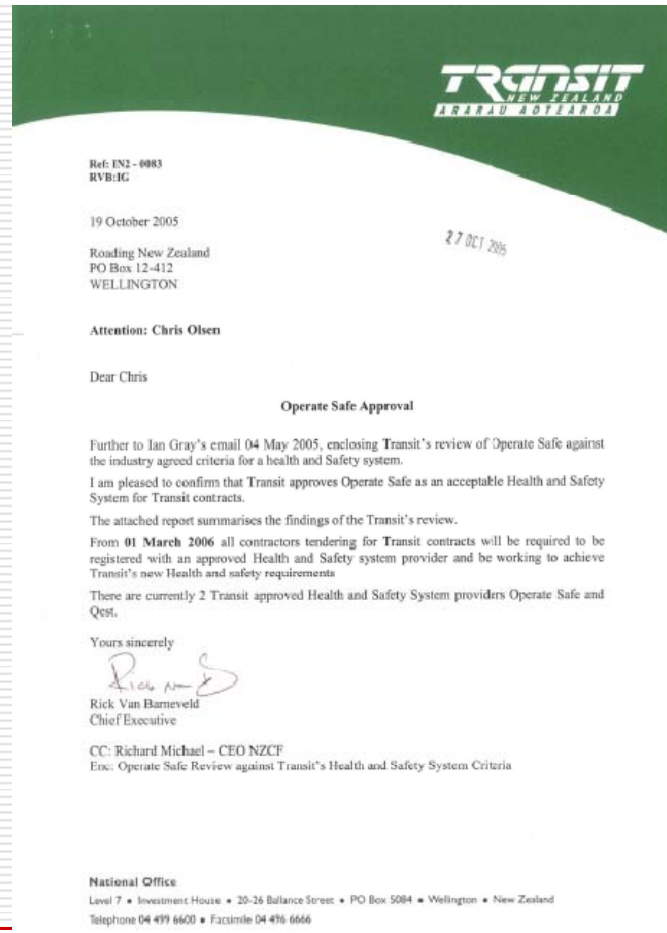 TRANSIT
NEW ZEALAND
ARARAU AOTEAROA
Ref: EN2 - 0083
RVB:IG
19 October 2005
27 OCT 2005
Roading New Zealand
PO Box 12-412
WELLINGTON
Attention: Chris Olsen
Dear Chris
Operate Safe Approval
Further to Ian Gray's email 04 May 2005, enclosing Transit's review of Operate Safe against
the industry agreed criteria for a health and Safety system.
I am pleased to confirm that Transit approves Operate Safe as an acceptable Health and Safety
System for Transit contracts.
The attached report summarises the findings of the Transit's review.
From 01 March 2006 all contractors tendering for Transit contracts will be required to be
registered with an approved Health and Safety system provider and be working to achieve
Transit's new Health and safety requirements
There are currently 2 Transit approved Health and Safety System providers Operate Safe and
Qest.
Yours sincerely
Rick Van Barneveld
Chief Executive
CC: Richard Michael – CEO NZCF
Enc: Operate Safe Review against Transit"s Health and Safety System Criteria
National Office
Level 7 • Investment House • 20-26 Ballance Street • PO Box 5084 • Wellington • New Zealand
Telephone 04 499 6600 • Facsimile 04 496 6666